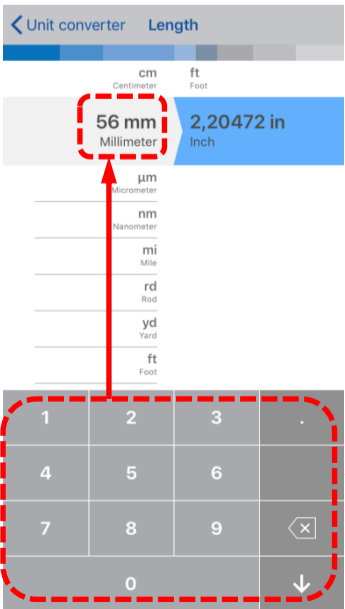 Unit converter Length
cm ft
Centimeter Foot
56 mm 2,20472 in
Millimeter Inch
μm
Micrometer
nm
Nanometer
mi
Mile
rd
Rod
yd
Yard
ft
Foot
1 2 3 .
4 5 6
7 8 9
0